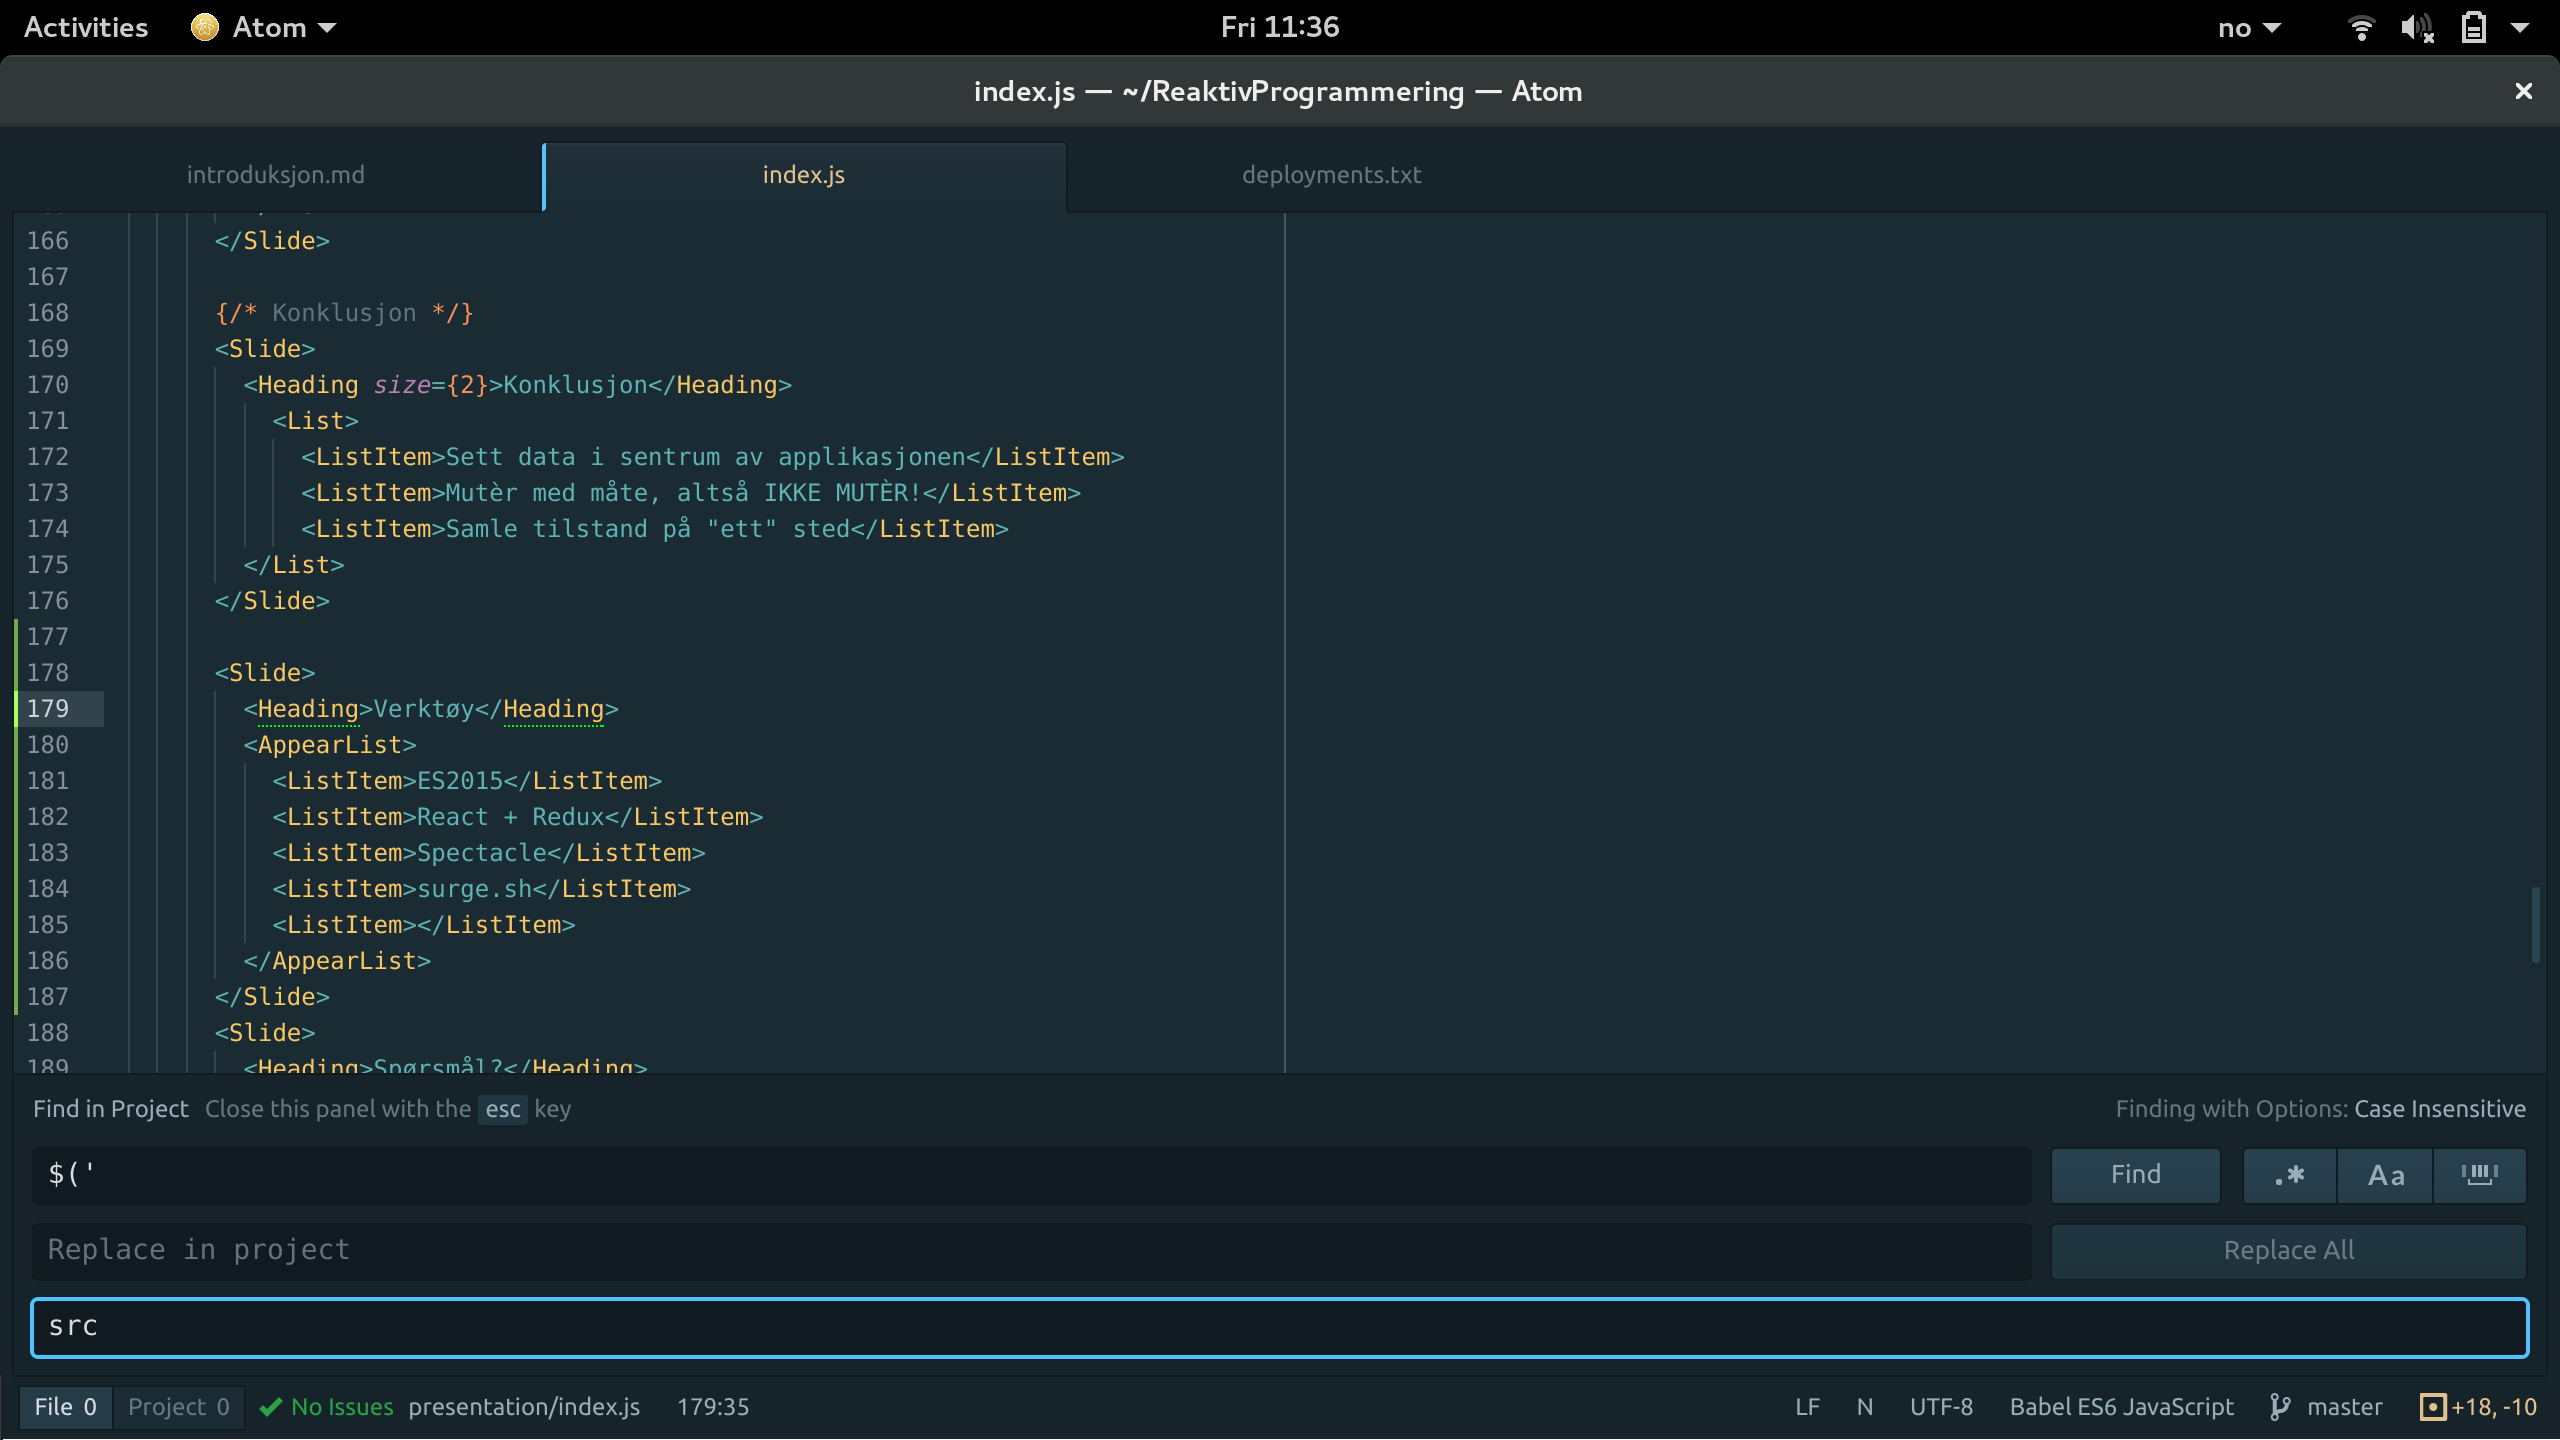 Activities Atom Fri 11:36 no
index.js — ~/ReaktivProgrammering — Atom
introduksjon.md index.js deployments.txt
166 </Slide>
167
168 {/* Konklusjon */}
169 <Slide>
170 <Heading size={2}>Konklusjon</Heading>
171 <List>
172 <ListItem>Sett data i sentrum av applikasjonen</ListItem>
173 <ListItem>Mutèr med måte, altså IKKE MUTÈR!</ListItem>
174 <ListItem>Samle tilstand på "ett" sted</ListItem>
175 </List>
176 </Slide>
177
178 <Slide>
179 <Heading>Verktøy</Heading>
180 <AppearList>
181 <ListItem>ES2015</ListItem>
182 <ListItem>React + Redux</ListItem>
183 <ListItem>Spectacle</ListItem>
184 <ListItem>surge.sh</ListItem>
185 <ListItem></ListItem>
186 </AppearList>
187 </Slide>
188 <Slide>
189 <Heading>Spørsmål?</Heading>
Find in Project Close this panel with the esc key Finding with Options: Case Insensitive
$(' Find .* Aa
Replace in project Replace All
src
File 0 Project 0 No Issues presentation/index.js 179:35 LF N UTF-8 Babel ES6 JavaScript master +18, -10